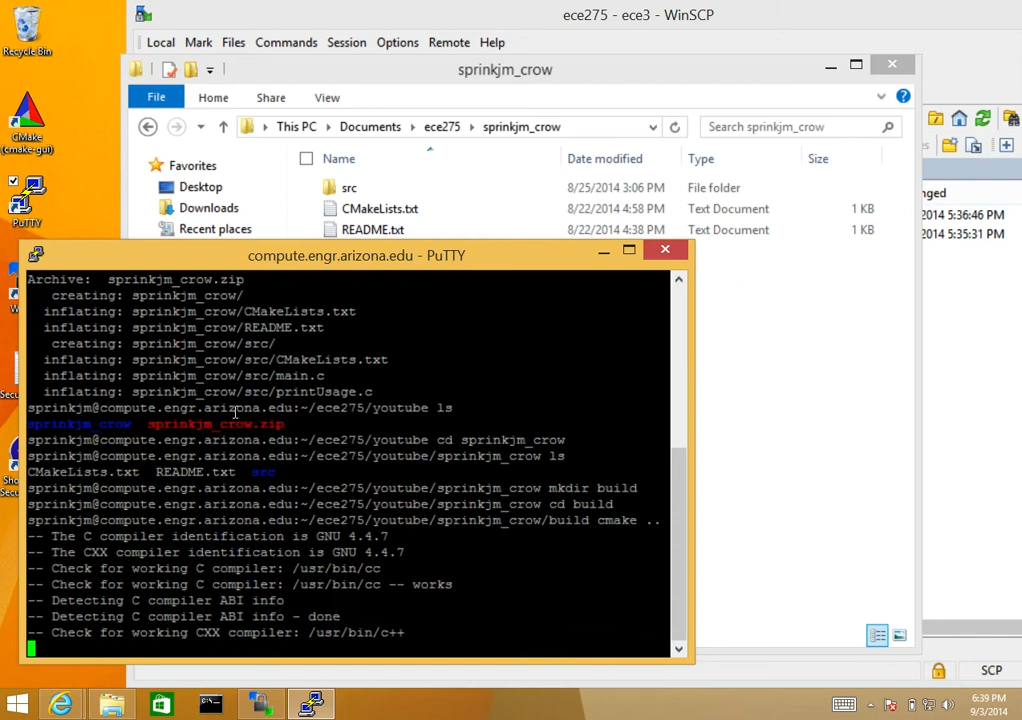 ece275 - ece3 - WinSCP
Local Mark Files Commands Session Options Remote Help
sprinkjm_crow
File Home Share View
This PC Documents ece275 sprinkjm_crow
Search sprinkjm_crow
Name Date modified Type Size
Favorites
Desktop
Downloads
Recent places
src 8/25/2014 3:06 PM File folder
CMakeLists.txt 8/22/2014 4:58 PM Text Document 1 KB
README.txt 8/22/2014 4:38 PM Text Document 1 KB
nged
2014 5:36:46 PM
2014 5:35:31 PM
Recycle Bin
CMake
(cmake-gui)
PuTTY
compute.engr.arizona.edu - PuTTY
Archive:  sprinkjm_crow.zip
creating: sprinkjm_crow/
inflating: sprinkjm_crow/CMakeLists.txt
inflating: sprinkjm_crow/README.txt
creating: sprinkjm_crow/src/
inflating: sprinkjm_crow/src/CMakeLists.txt
inflating: sprinkjm_crow/src/main.c
inflating: sprinkjm_crow/src/printUsage.c
sprinkjm@compute.engr.arizona.edu:~/ece275/youtube ls
sprinkjm_crow  sprinkjm_crow.zip
sprinkjm@compute.engr.arizona.edu:~/ece275/youtube cd sprinkjm_crow
sprinkjm@compute.engr.arizona.edu:~/ece275/youtube/sprinkjm_crow ls
CMakeLists.txt  README.txt  src
sprinkjm@compute.engr.arizona.edu:~/ece275/youtube/sprinkjm_crow mkdir build
sprinkjm@compute.engr.arizona.edu:~/ece275/youtube/sprinkjm_crow cd build
sprinkjm@compute.engr.arizona.edu:~/ece275/youtube/sprinkjm_crow/build cmake ..
-- The C compiler identification is GNU 4.4.7
-- The CXX compiler identification is GNU 4.4.7
-- Check for working C compiler: /usr/bin/cc
-- Check for working C compiler: /usr/bin/cc -- works
-- Detecting C compiler ABI info
-- Detecting C compiler ABI info - done
-- Check for working CXX compiler: /usr/bin/c++
SCP
6:39 PM
9/3/2014